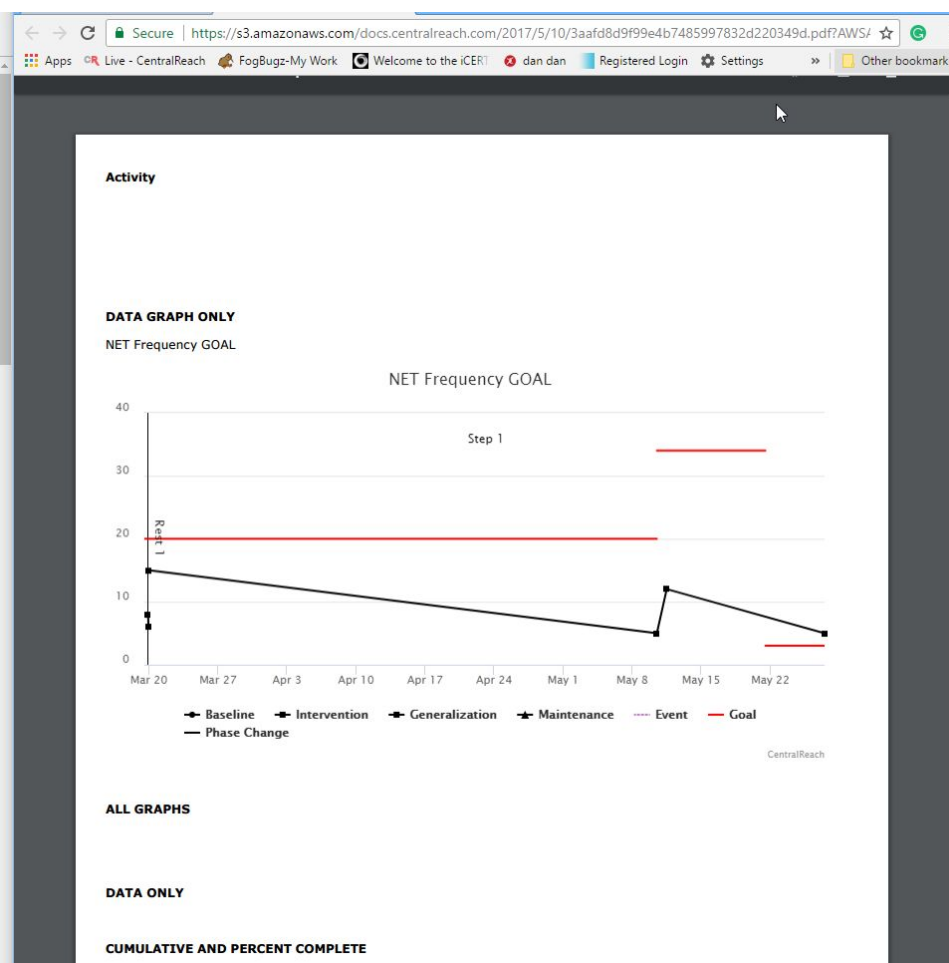 Secure | https://s3.amazonaws.com/docs.centralreach.com/2017/5/10/3aafd8d9f99e4b7485997832d220349d.pdf?AWS
Apps CR Live - CentralReach FogBugz-My Work Welcome to the iCERT dan dan Registered Login Settings » Other bookmark
Activity
DATA GRAPH ONLY
NET Frequency GOAL
NET Frequency GOAL
40
Step 1
30
20
Rest 1
10
0
Mar 20 Mar 27 Apr 3 Apr 10 Apr 17 Apr 24 May 1 May 8 May 15 May 22
Baseline Intervention Generalization Maintenance Event Goal
Phase Change
CentralReach
ALL GRAPHS
DATA ONLY
CUMULATIVE AND PERCENT COMPLETE